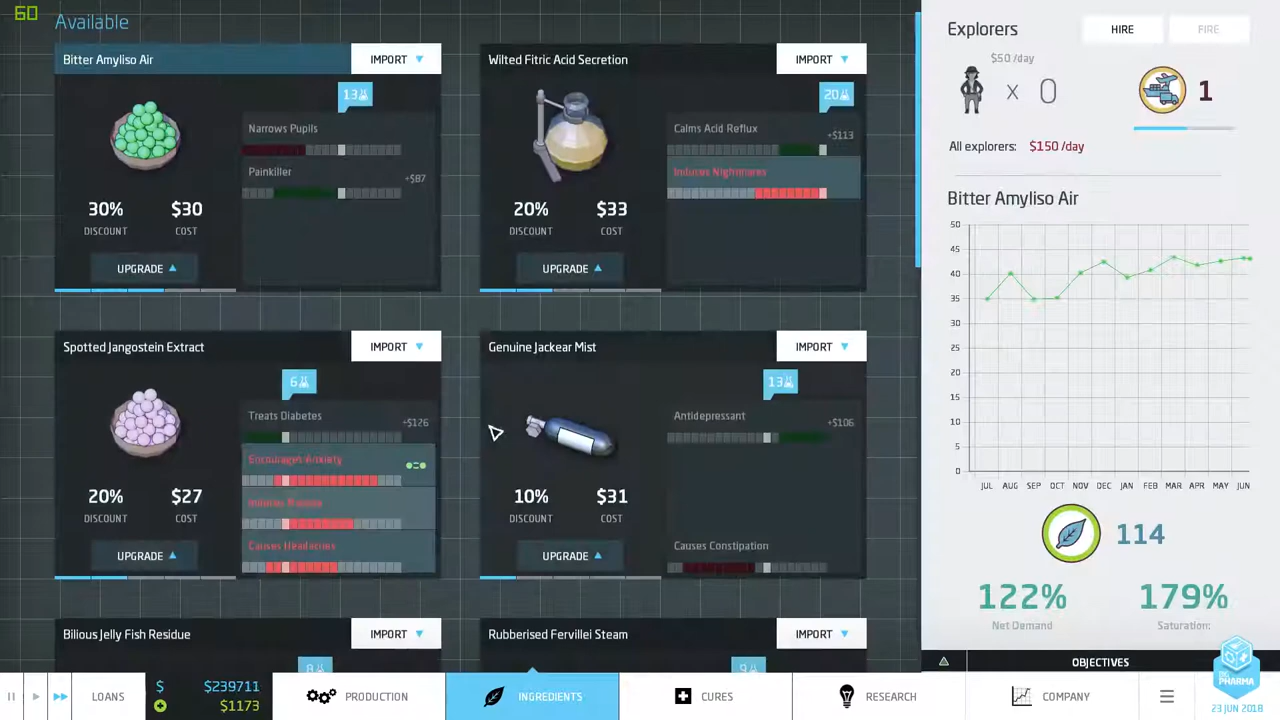 60
Available
Bitter Amyliso Air
IMPORT
13
Narrows Pupils
Painkiller
+$87
30%
$30
DISCOUNT
COST
UPGRADE
Wilted Fitric Acid Secretion
IMPORT
20
Calms Acid Reflux
+$113
Induces Nightmares
20%
$33
DISCOUNT
COST
UPGRADE
Spotted Jangostein Extract
IMPORT
6
Treats Diabetes
+$126
Encourages Anxiety
Causes Headaches
20%
$27
DISCOUNT
COST
UPGRADE
Genuine Jackear Mist
IMPORT
13
Antidepressant
+$106
Causes Constipation
10%
$31
DISCOUNT
COST
UPGRADE
Bilious Jelly Fish Residue
IMPORT
8
Rubberised Fervillei Steam
IMPORT
9
Explorers
HIRE
FIRE
$50 /day
X 0
1
All explorers: $150 /day
Bitter Amyliso Air
50
45
40
35
30
25
20
15
10
5
0
JUL AUG SEP OCT NOV DEC JAN FEB MAR APR MAY JUN
114
122%
179%
Net Demand
Saturation:
OBJECTIVES
LOANS
$ $239711
$1173
PRODUCTION
INGREDIENTS
CURES
RESEARCH
COMPANY
BIG PHARMA
23 JUN 2018